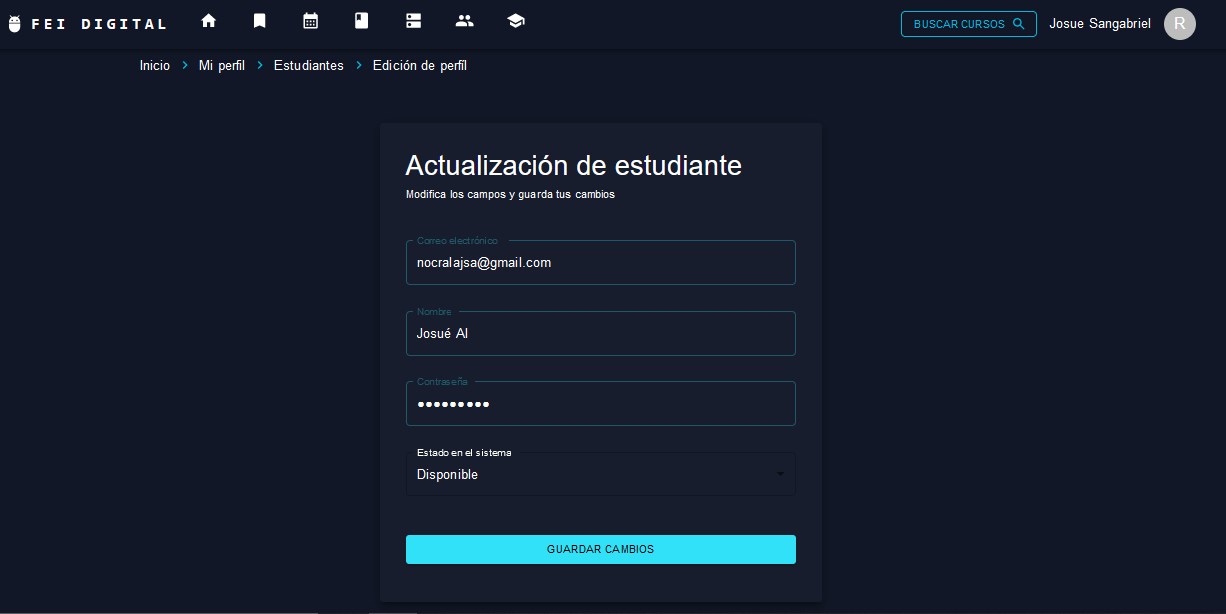 FEI DIGITAL
BUSCAR CURSOS
Josue Sangabriel
R
Inicio > Mi perfil > Estudiantes > Edición de perfil
Actualización de estudiante
Modifica los campos y guarda tus cambios
Correo electrónico
nocralajsa@gmail.com
Nombre
Josué Al
Contraseña
•••••••••
Estado en el sistema
Disponible
GUARDAR CAMBIOS